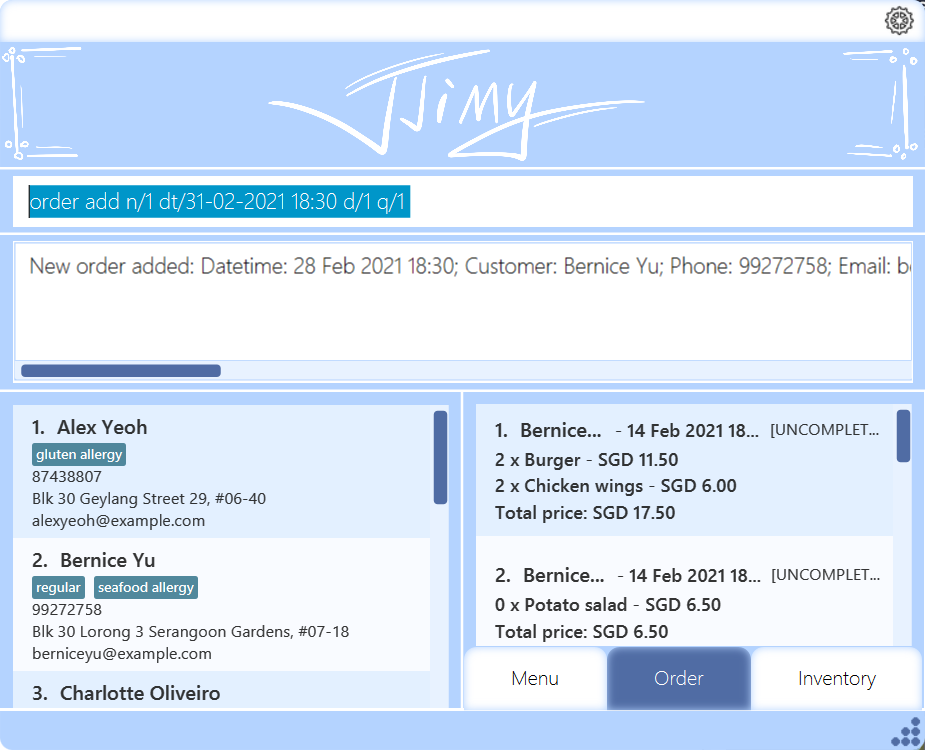 JJimy
order add n/1 dt/31-02-2021 18:30 d/1 q/1
New order added: Datetime: 28 Feb 2021 18:30; Customer: Bernice Yu; Phone: 99272758; Email: be
1. Alex Yeoh
gluten allergy
87438807
Blk 30 Geylang Street 29, #06-40
alexyeoh@example.com
2. Bernice Yu
regular seafood allergy
99272758
Blk 30 Lorong 3 Serangoon Gardens, #07-18
berniceyu@example.com
3. Charlotte Oliveiro
1. Bernice... - 14 Feb 2021 18... [UNCOMPLET...
2 x Burger - SGD 11.50
2 x Chicken wings - SGD 6.00
Total price: SGD 17.50
2. Bernice... - 14 Feb 2021 18... [UNCOMPLET...
0 x Potato salad - SGD 6.50
Total price: SGD 6.50
Menu Order Inventory